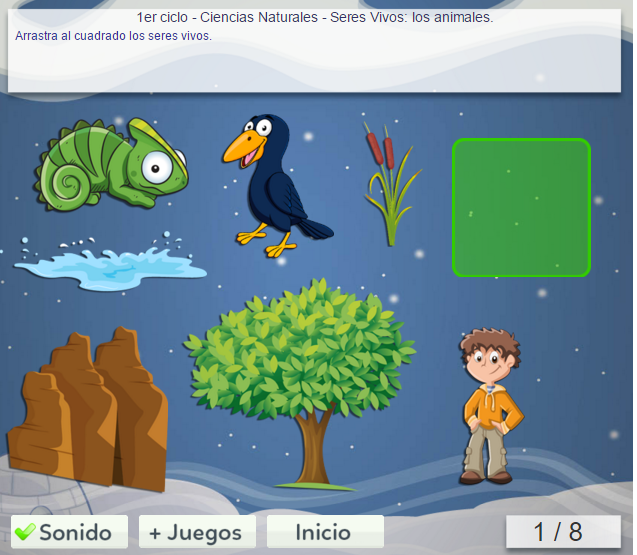 1er ciclo - Ciencias Naturales - Seres Vivos: los animales.
Arrastra al cuadrado los seres vivos.
Sonido
+ Juegos
Inicio
1 / 8